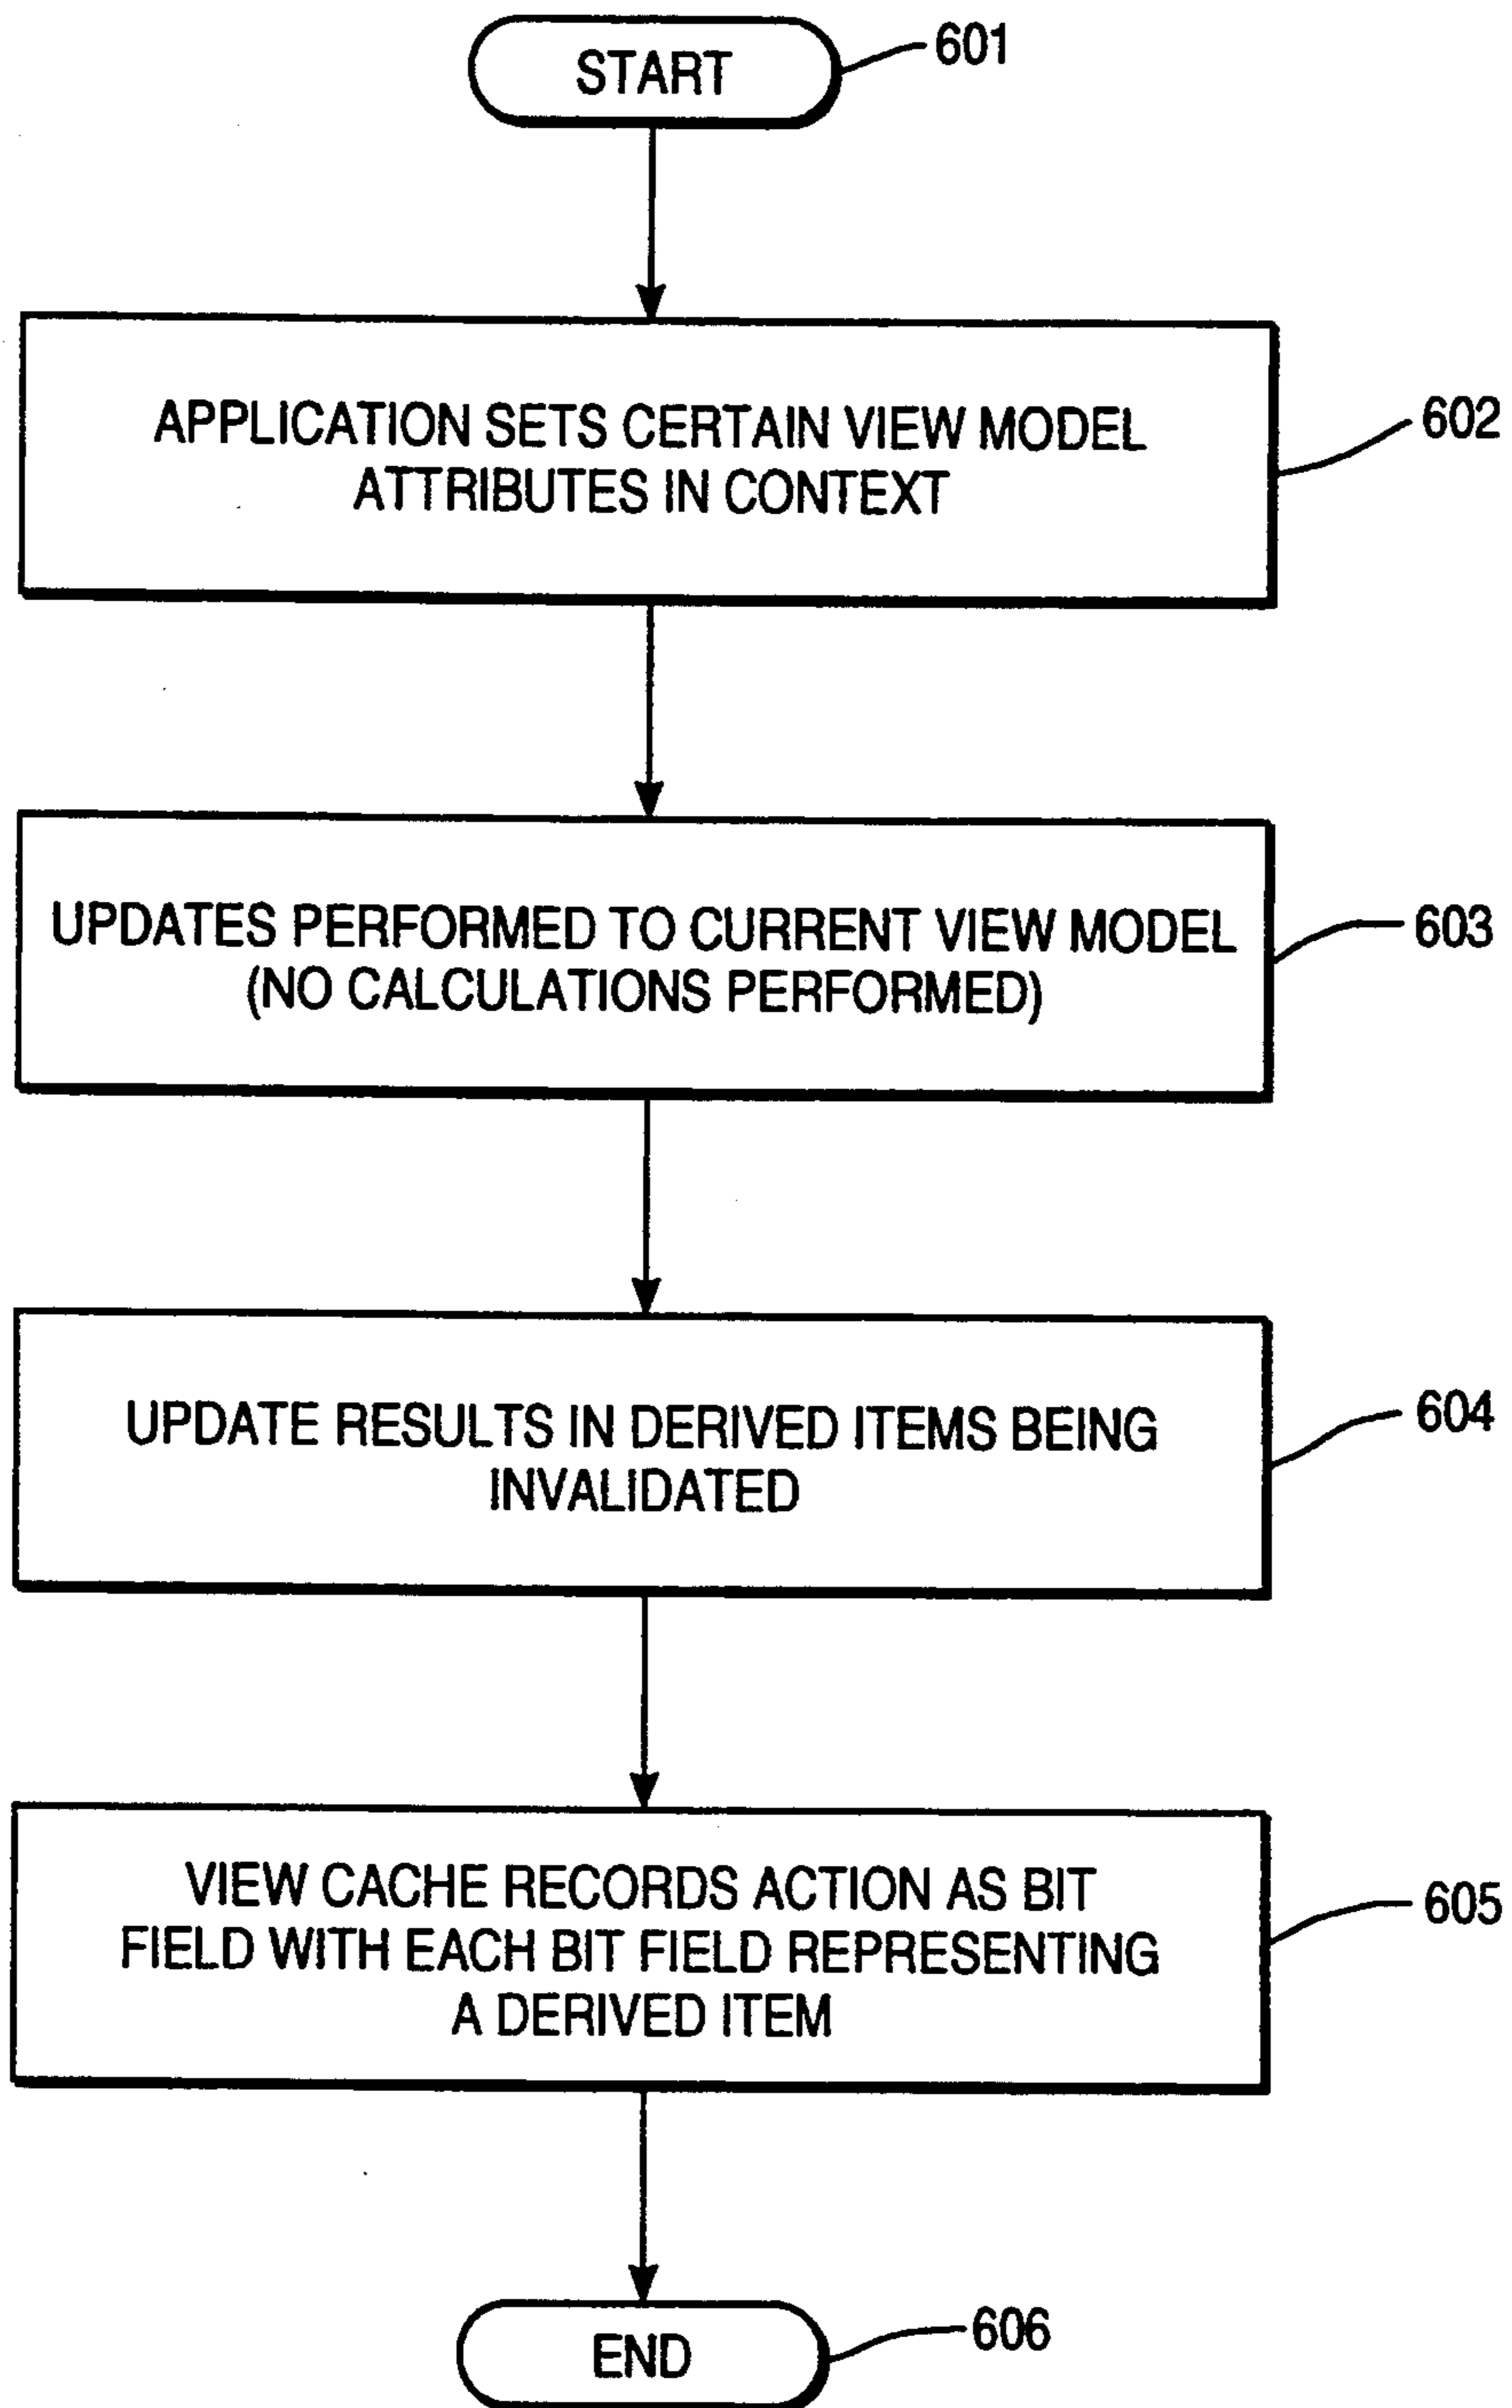 START
601
APPLICATION SETS CERTAIN VIEW MODEL
ATTRIBUTES IN CONTEXT
602
UPDATES PERFORMED TO CURRENT VIEW MODEL
(NO CALCULATIONS PERFORMED)
603
UPDATE RESULTS IN DERIVED ITEMS BEING
INVALIDATED
604
VIEW CACHE RECORDS ACTION AS BIT
FIELD WITH EACH BIT FIELD REPRESENTING
A DERIVED ITEM
605
END
606